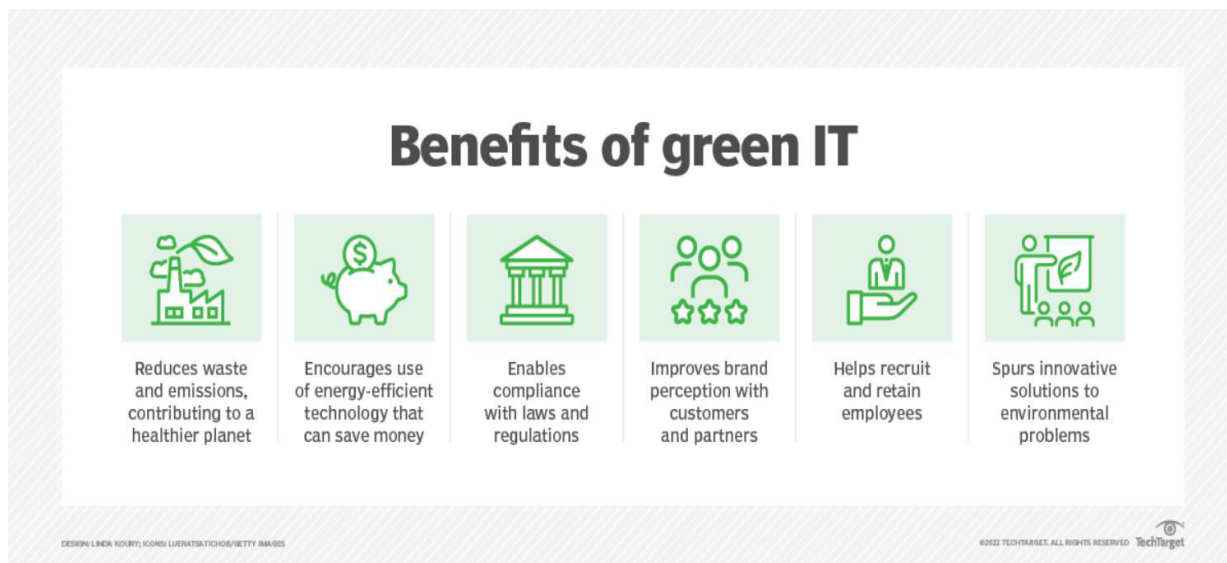 Benefits of green IT
Reduces waste
and emissions,
contributing to a
healthier planet
Encourages use
of energy-efficient
technology that
can save money
Enables
compliance
with laws and
regulations
Improves brand
perception with
customers
and partners
Helps recruit
and retain
employees
Spurs innovative
solutions to
environmental
problems
DESIGN: LINDA KOURY; ICONS: LUERATSATICHOB/GETTY IMAGES
©2022 TECHTARGET. ALL RIGHTS RESERVED TechTarget